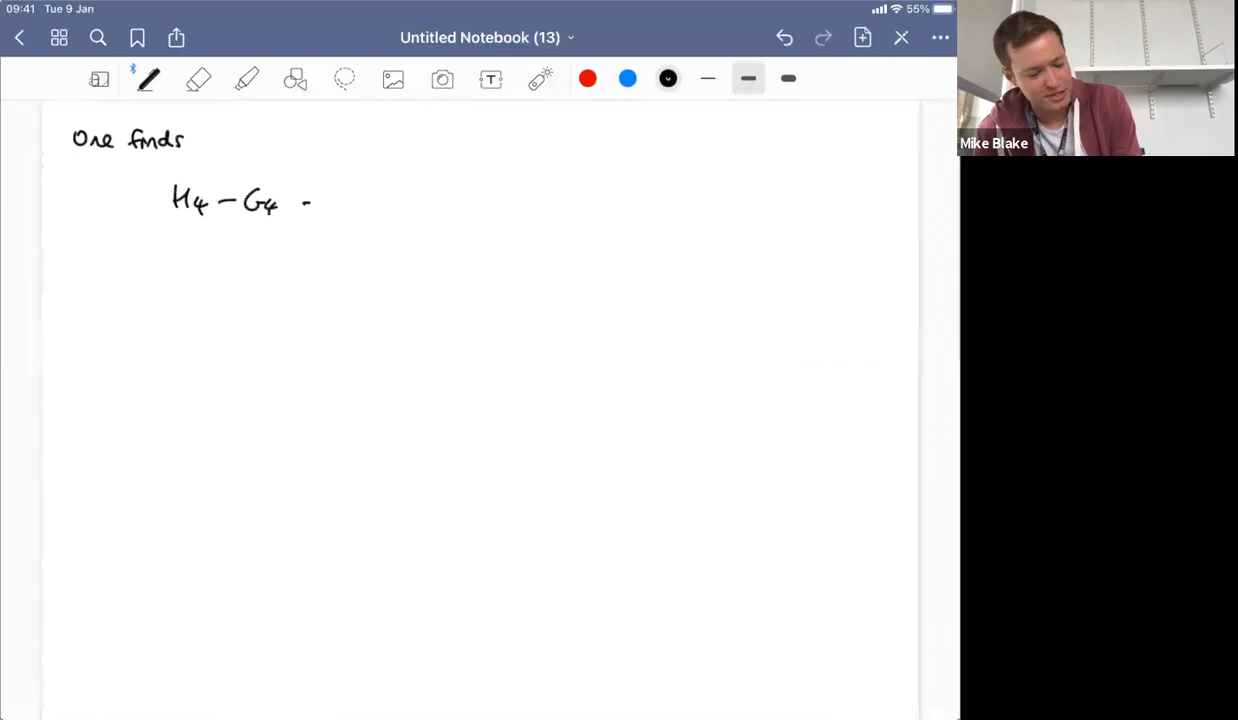 09:41 Tue 9 Jan
55%
Untitled Notebook (13)
T
Mike Blake
One finds
H4 - G4 -